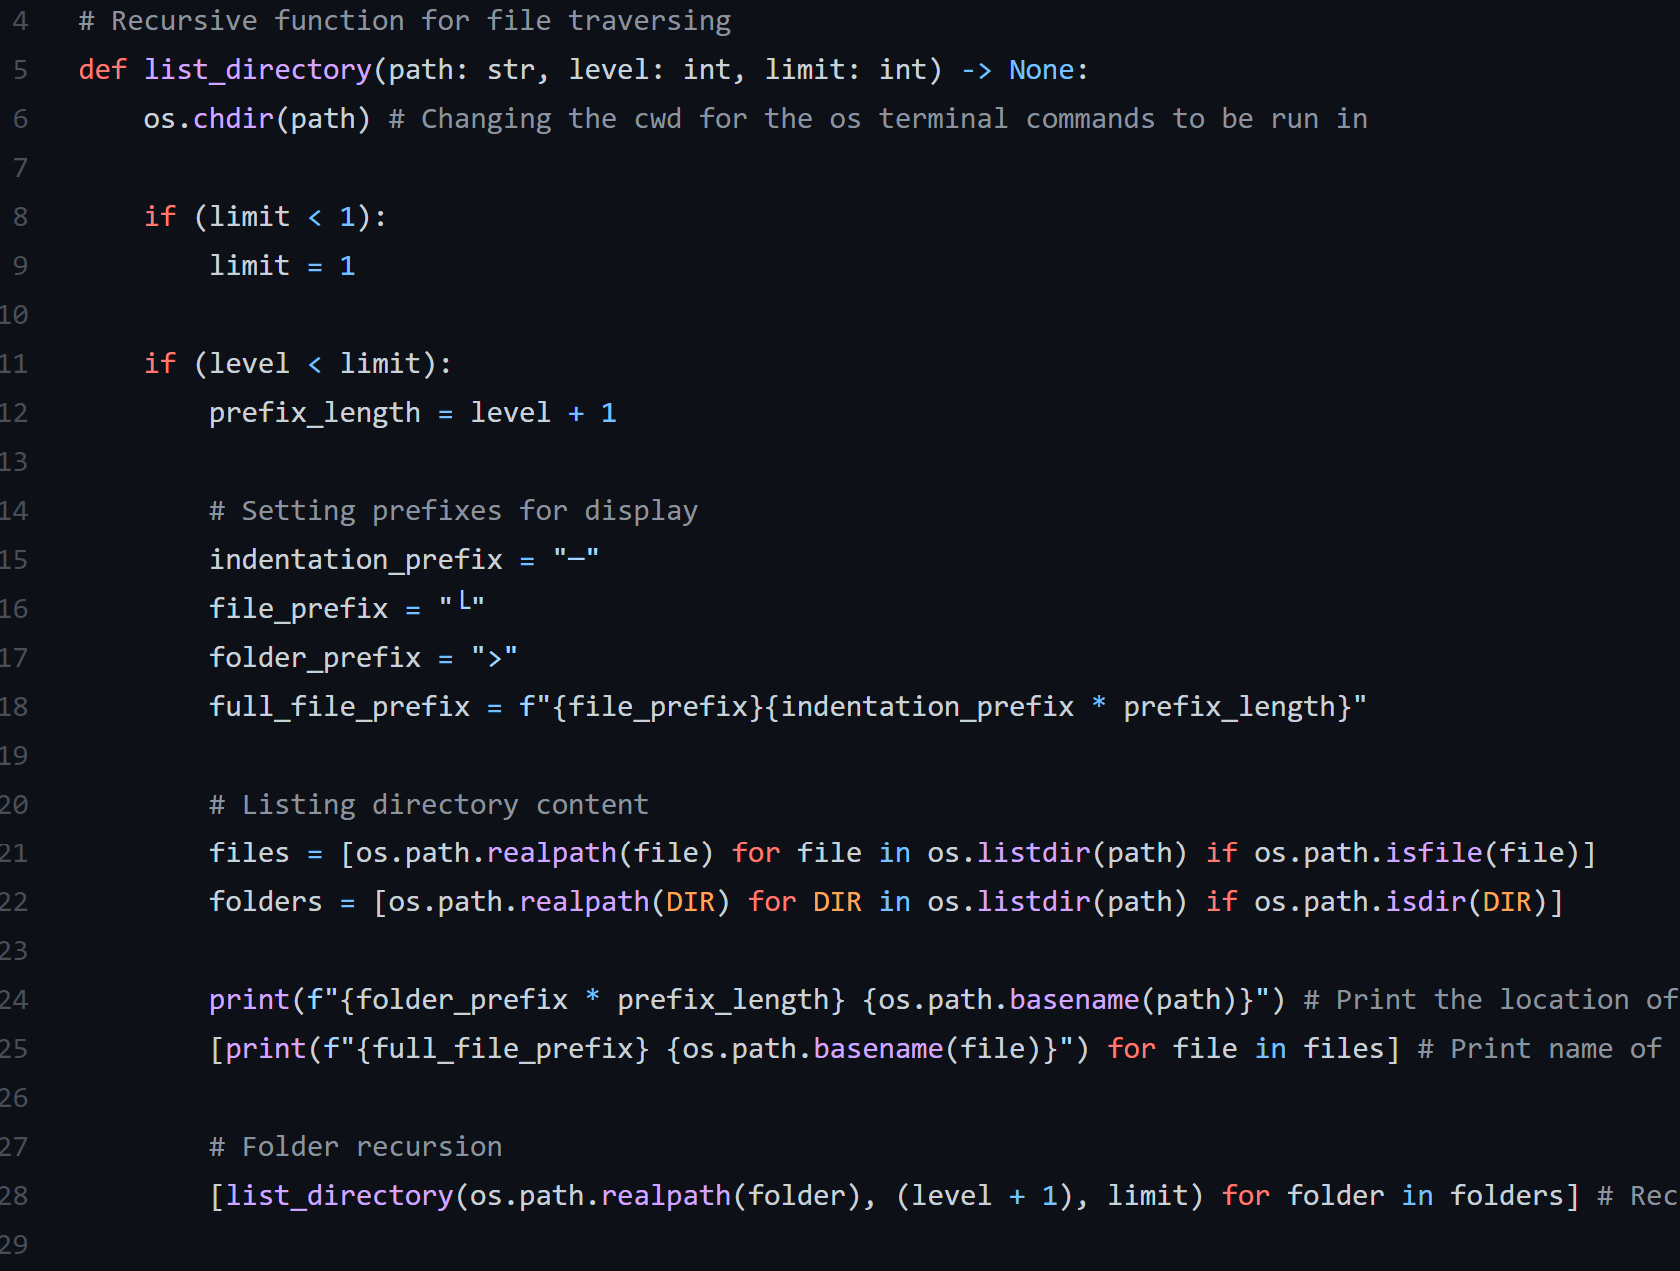 4 # Recursive function for file traversing
5 def list_directory(path: str, level: int, limit: int) -> None:
6     os.chdir(path) # Changing the cwd for the os terminal commands to be run in
7
8     if (limit < 1):
9         limit = 1
10
11     if (level < limit):
12         prefix_length = level + 1
13
14         # Setting prefixes for display
15         indentation_prefix = "─"
16         file_prefix = "└"
17         folder_prefix = ">"
18         full_file_prefix = f"{file_prefix}{indentation_prefix * prefix_length}"
19
20         # Listing directory content
21         files = [os.path.realpath(file) for file in os.listdir(path) if os.path.isfile(file)]
22         folders = [os.path.realpath(DIR) for DIR in os.listdir(path) if os.path.isdir(DIR)]
23
24         print(f"{folder_prefix * prefix_length} {os.path.basename(path)}") # Print the location of
25         [print(f"{full_file_prefix} {os.path.basename(file)}") for file in files] # Print name of
26
27         # Folder recursion
28         [list_directory(os.path.realpath(folder), (level + 1), limit) for folder in folders] # Rec
29